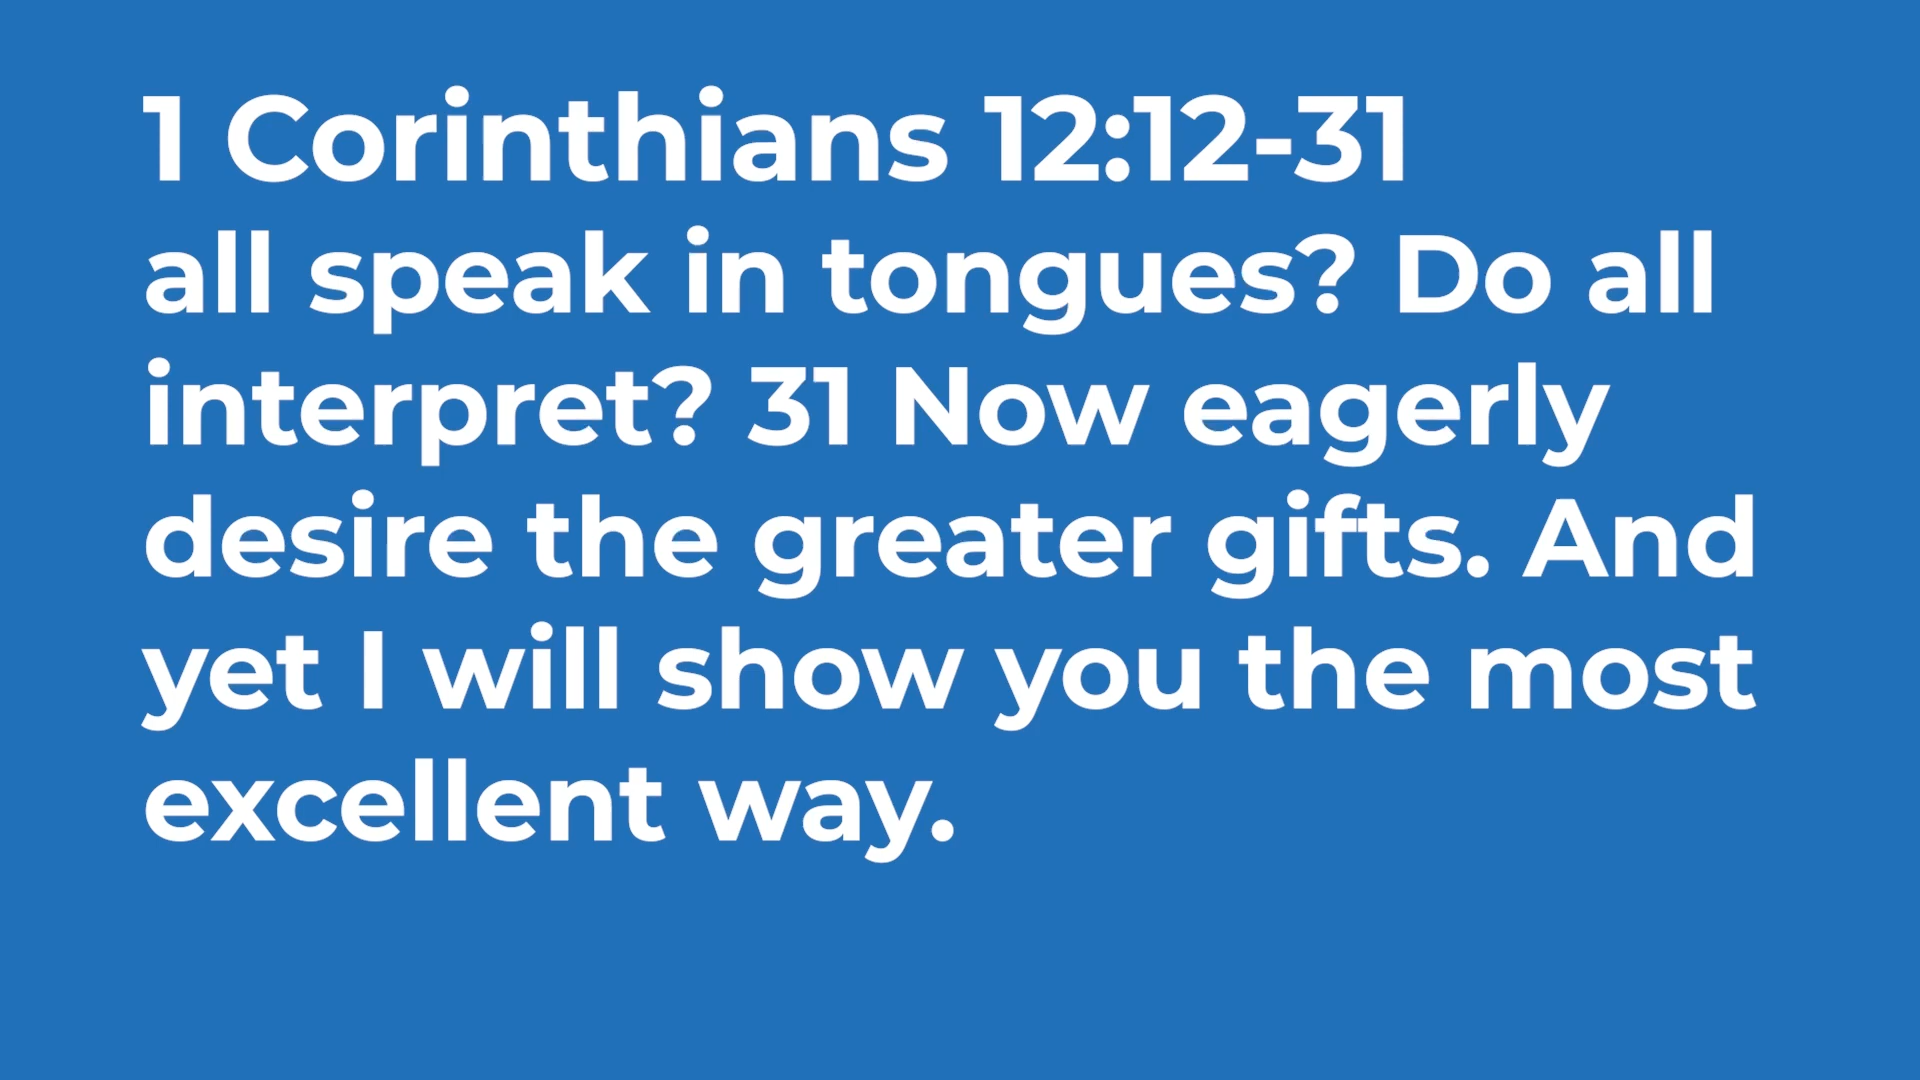 1 Corinthians 12:12-31
all speak in tongues? Do all
interpret? 31 Now eagerly
desire the greater gifts. And
yet I will show you the most
excellent way.